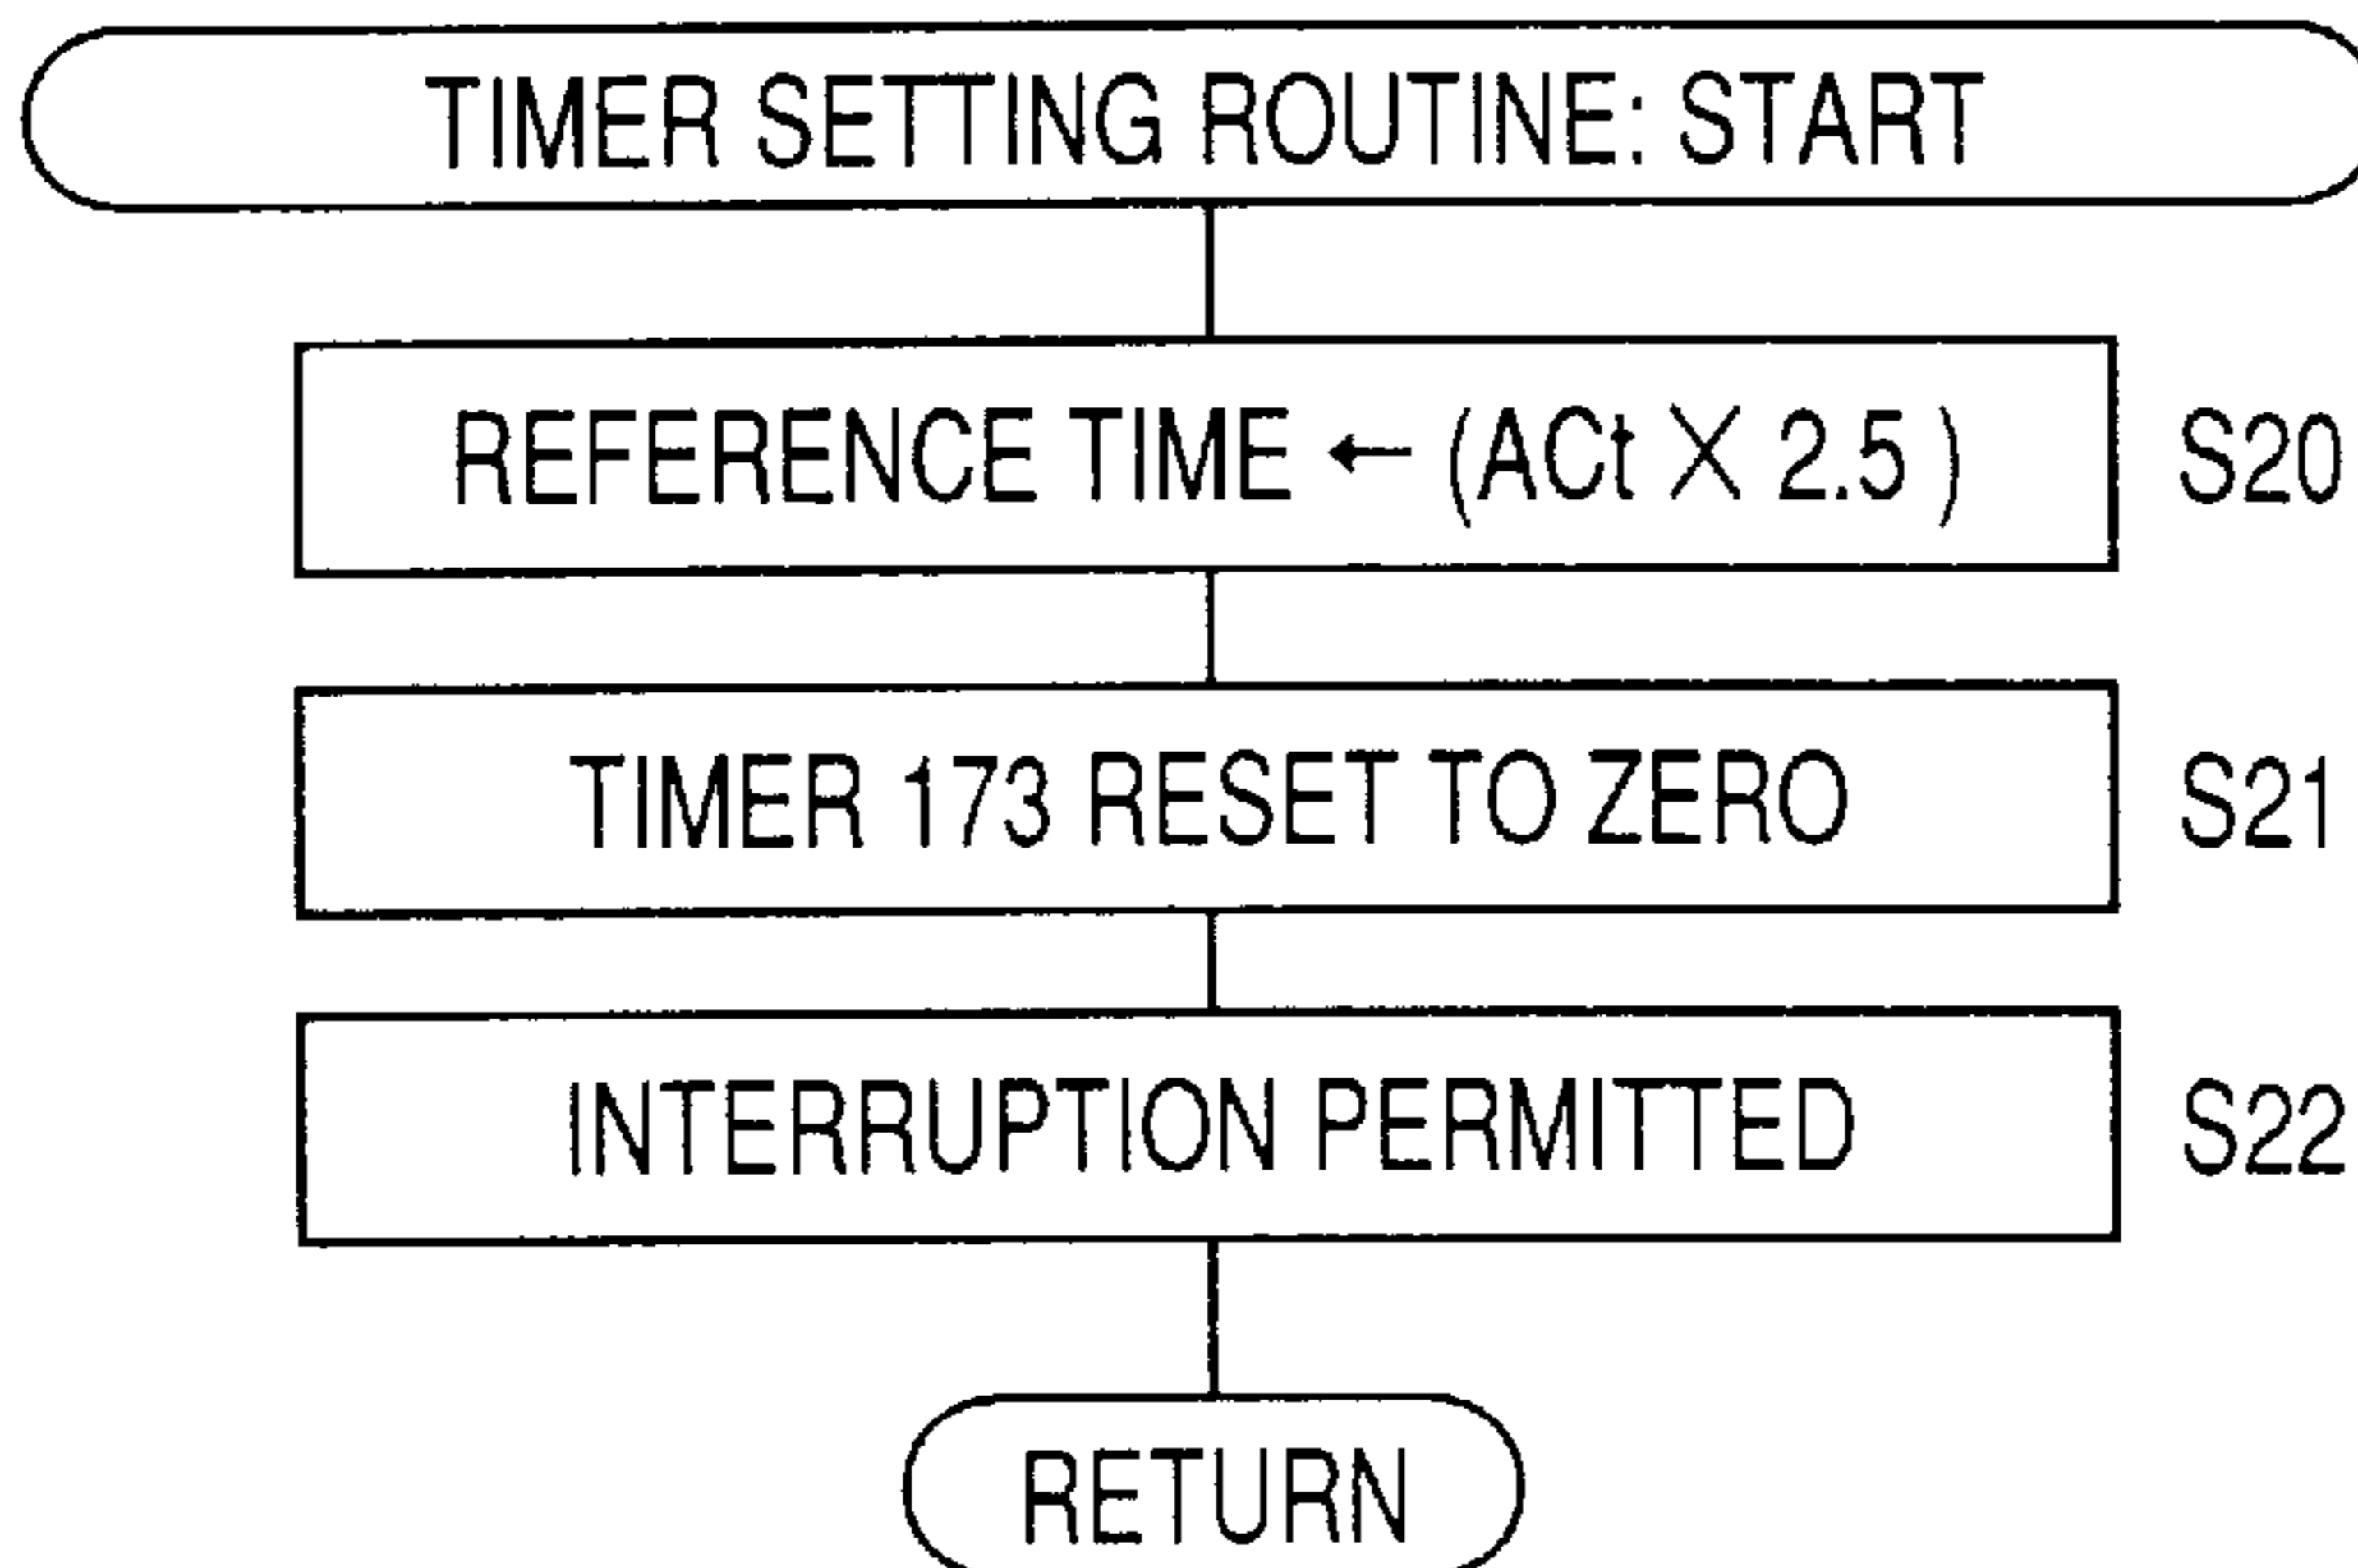 TIMER SETTING ROUTINE: START
REFERENCE TIME ← (ACt X 2.5 ) S20
TIMER 173 RESET TO ZERO S21
INTERRUPTION PERMITTED S22
RETURN